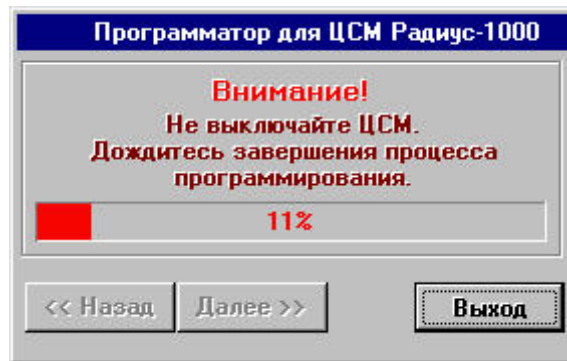 Программатор для ЦСМ Радиус-1000
Внимание!
Не выключайте ЦСМ.
Дождитесь завершения процесса
программирования.
11%
<< Назад
Далее >>
Выход